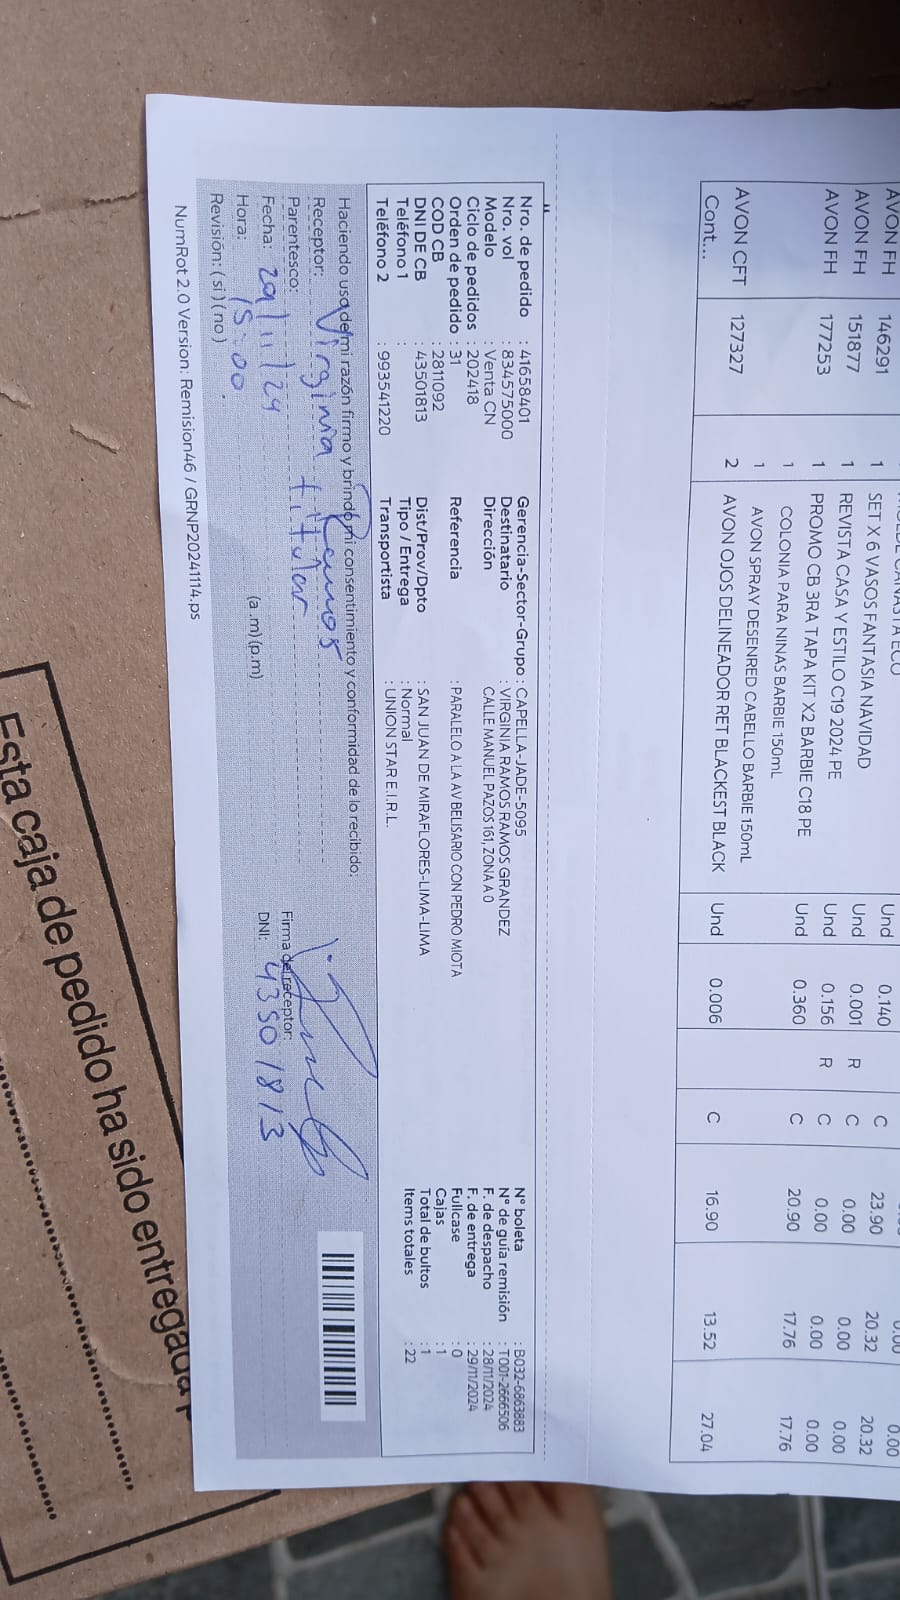 AVON FH 146291 1 SET X 6 VASOS FANTASIA NAVIDAD Und 0.140 C 23.90 20.32 20.32
AVON FH 151877 1 REVISTA CASA Y ESTILO C19 2024 PE Und 0.001 R C 0.00 0.00 0.00
AVON FH 177253 1 PROMO CB 3RA TAPA KIT X2 BARBIE C18 PE Und 0.156 R C 0.00 0.00 0.00
1 COLONIA PARA NINAS BARBIE 150mL Und 0.360 C 20.90 17.76 17.76
1 AVON SPRAY DESENRED CABELLO BARBIE 150mL
AVON CFT 127327 2 AVON OJOS DELINEADOR RET BLACKEST BLACK Und 0.006 C 16.90 13.52 27.04
Cont...
Nro. de pedido : 41658401 Gerencia-Sector-Grupo : CAPELLA-JADE-5095 N° boleta : B032-6863883
Nro. vol : 834575000 Destinatario : VIRGINIA RAMOS RAMOS GRANDEZ N° de guía remisión : T001-2666506
Modelo : Venta CN Dirección CALLE MANUEL PAZOS 161, ZONA A 0 F. de despacho : 28/11/2024
Ciclo de pedidos : 202418 F. de entrega : 29/11/2024
Orden de pedido : 31 Referencia : PARALELO A LA AV BELISARIO CON PEDRO MIOTA Fullcase : 0
COD CB : 2811092 Cajas : 1
DNI DE CB : 43501813 Dist/Prov/Dpto : SAN JUAN DE MIRAFLORES-LIMA-LIMA Total de bultos : 1
Teléfono 1 : Tipo / Entrega : Normal Items totales : 22
Teléfono 2 : 993541220 Transportista : UNION STAR E.I.R.L.
Haciendo uso de mi razón firmo y brindo mi consentimiento y conformidad de lo recibido:
Receptor: Virginia Ramos
Parentesco: titular Firma del receptor:
Fecha: 29/11/24 DNI: 43501813
Hora: 15:00. (a.m)(p.m)
Revisión: (si)(no)
NumRot 2.0 Version: Remision46 / GRNP20241114.ps
Esta caja de pedido ha sido entregada